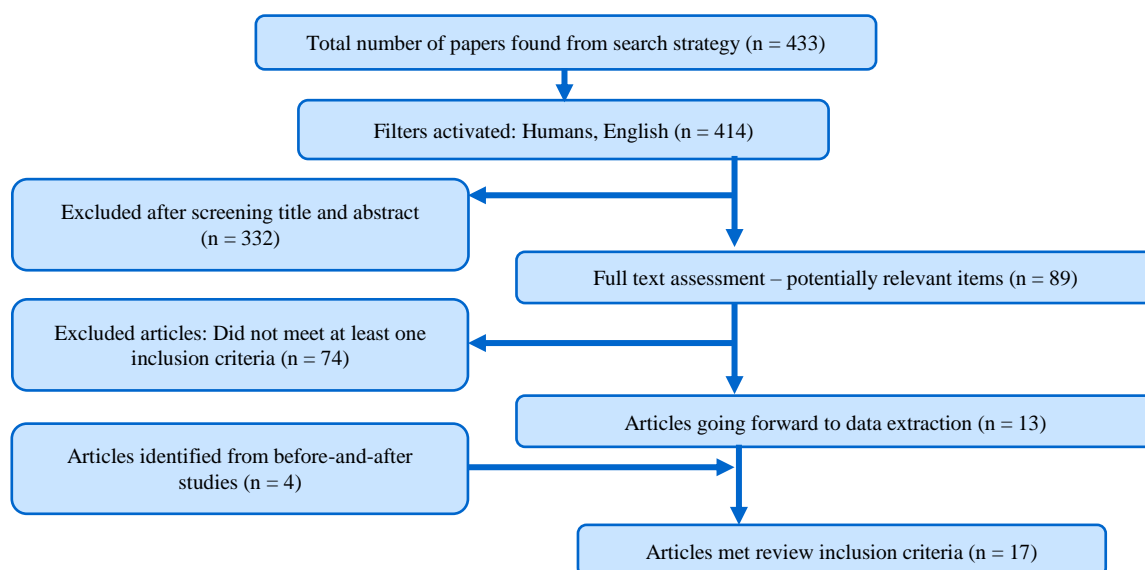 Total number of papers found from search strategy (n = 433)
Filters activated: Humans, English (n = 414)
Excluded after screening title and abstract
(n = 332)
Full text assessment – potentially relevant items (n = 89)
Excluded articles: Did not meet at least one
inclusion criteria (n = 74)
Articles going forward to data extraction (n = 13)
Articles identified from before-and-after
studies (n = 4)
Articles met review inclusion criteria (n = 17)